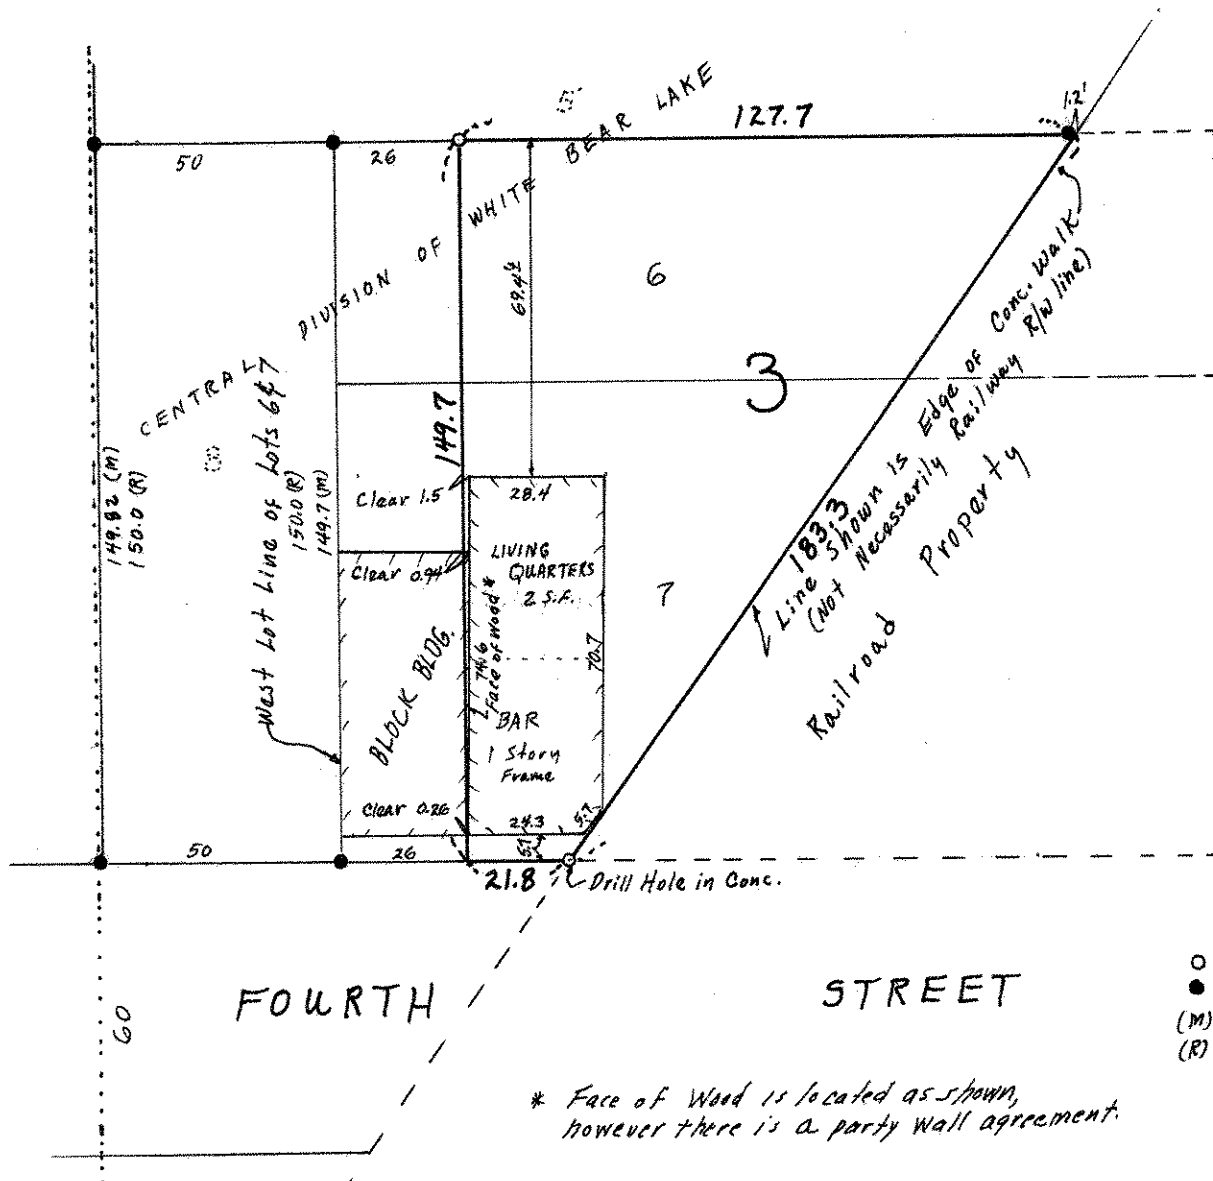 CENTRAL DIVISION OF WHITE BEAR LAKE
127.7
1.2'
50
26
6
69.4
3
149.82 (M)
150.0 (R)
West Lot Line of Lots 6&7
150.0 (R)
149.7 (M)
149.7
Clear 1.5
28.4
Clear 0.94
LIVING
QUARTERS
2 S.F.
7
74.6
Face of Wood *
70.7
BLOCK BLDG.
BAR
1 Story
Frame
Clear 0.26
24.3
5.7
5.7
183.3
Line Shown is Edge of Conc. Walk
(Not Necessarily Railway R/W line)
Railroad Property
50
26
21.8
Drill Hole in Conc.
60
FOURTH STREET
(M)
(R)
* Face of Wood is located as shown,
however there is a party wall agreement.